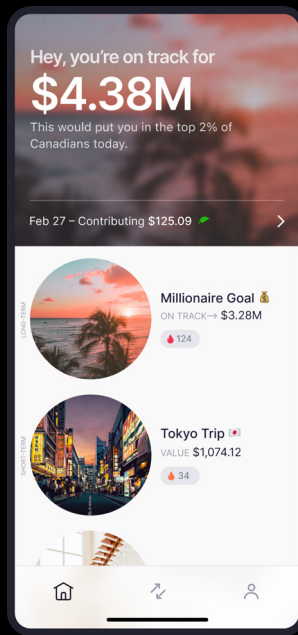 Hey, you're on track for
$4.38M
This would put you in the top 2% of
Canadians today.
Feb 27 – Contributing $125.09
LONG-TERM
Millionaire Goal 💰
ON TRACK→ $3.28M
124
SHORT-TERM
Tokyo Trip 🇯🇵
VALUE $1,074.12
34